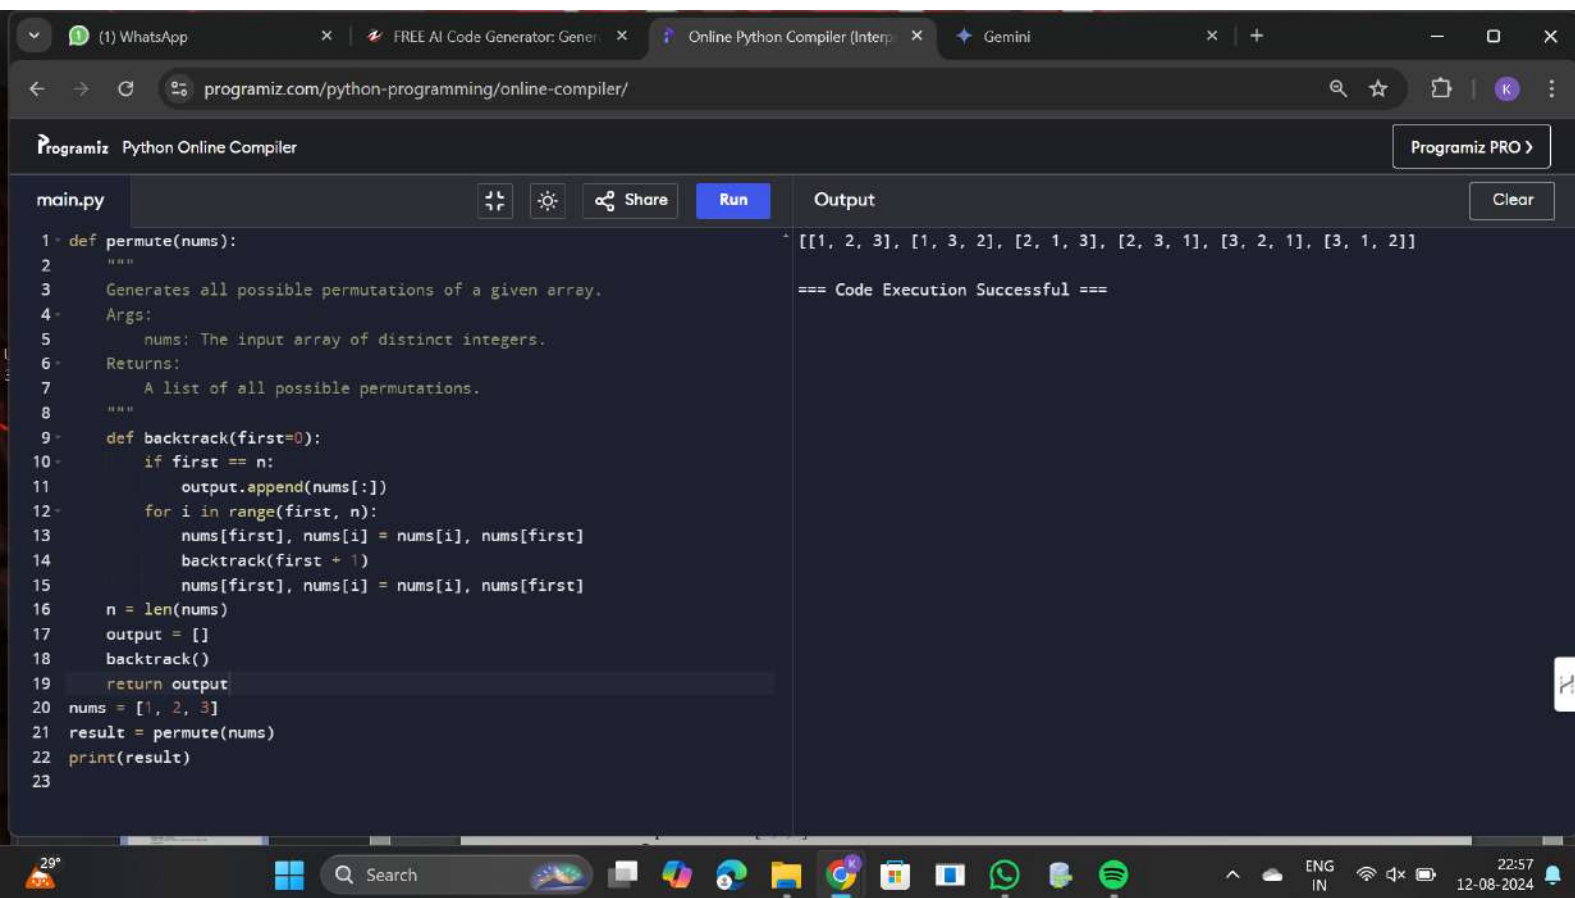 (1) WhatsApp
FREE AI Code Generator: Gener
Online Python Compiler (Interp
Gemini
programiz.com/python-programming/online-compiler/
K
Programiz Python Online Compiler
Programiz PRO >
main.py
Share
Run
Output
Clear
1 def permute(nums):
2     """
3     Generates all possible permutations of a given array.
4     Args:
5         nums: The input array of distinct integers.
6     Returns:
7         A list of all possible permutations.
8     """
9     def backtrack(first=0):
10         if first == n:
11             output.append(nums[:])
12         for i in range(first, n):
13             nums[first], nums[i] = nums[i], nums[first]
14             backtrack(first + 1)
15             nums[first], nums[i] = nums[i], nums[first]
16     n = len(nums)
17     output = []
18     backtrack()
19     return output
20 nums = [1, 2, 3]
21 result = permute(nums)
22 print(result)
23
[[1, 2, 3], [1, 3, 2], [2, 1, 3], [2, 3, 1], [3, 2, 1], [3, 1, 2]]
=== Code Execution Successful ===
29°
Search
ENG
IN
22:57
12-08-2024